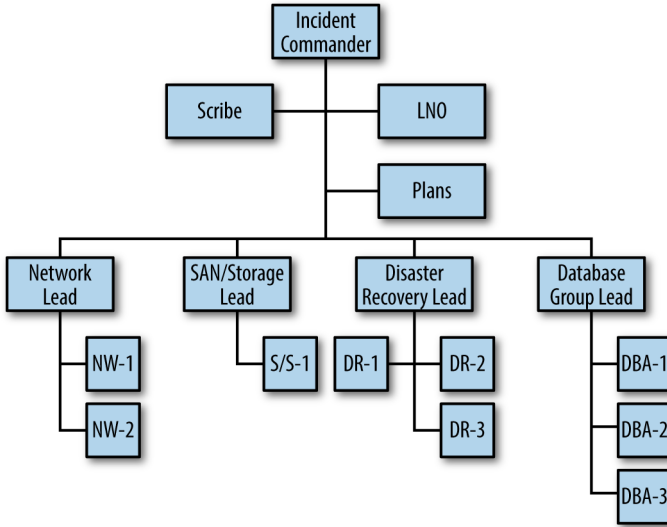 Incident
Commander
Scribe
LNO
Plans
Network
Lead
SAN/Storage
Lead
Disaster
Recovery Lead
Database
Group Lead
NW-1
S/S-1
DR-1
DR-2
DBA-1
NW-2
DR-3
DBA-2
DBA-3